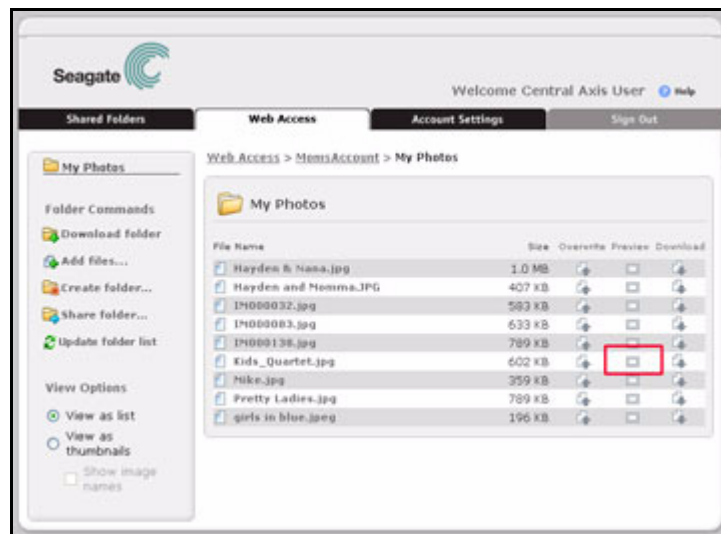 Seagate
Welcome Central Axis User Help
Shared Folders Web Access Account Settings Sign Out
My Photos
Folder Commands
Download folder
Add files...
Create folder...
Share folder...
Update folder list
View Options
View as list
View as
thumbnails
Show image
names
Web Access > MomsAccount > My Photos
My Photos
File Name Size Overwrite Preview Download
Hayden & Nana.jpg 1.0 MB
Hayden and Momma.JPG 407 KB
IM000032.jpg 583 KB
IM000083.jpg 633 KB
IM000138.jpg 789 KB
Kids_Quartet.jpg 602 KB
Mike.jpg 359 KB
Pretty Ladies.jpg 789 KB
girls in blue.jpeg 196 KB